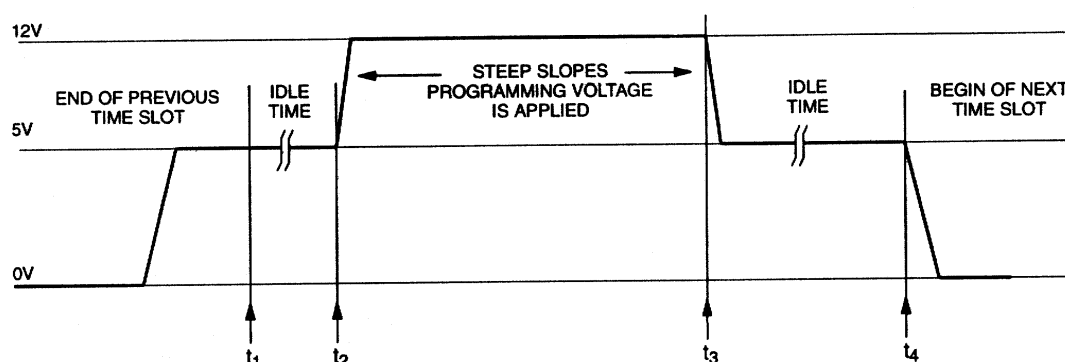 12V
STEEP SLOPES
PROGRAMMING VOLTAGE
IS APPLIED
END OF PREVIOUS
TIME SLOT
IDLE
TIME
IDLE
TIME
BEGIN OF NEXT
TIME SLOT
5V
0V
t1
t2
t3
t4